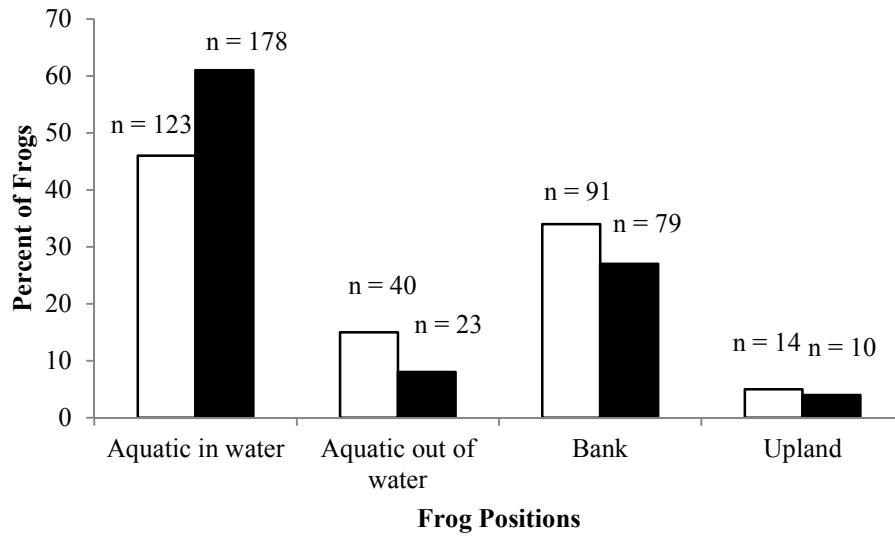 70
60
50
40
30
20
10
0
Percent of Frogs
n = 123
n = 178
n = 40
n = 23
n = 91
n = 79
n = 14
n = 10
Aquatic in water
Aquatic out of
water
Bank
Upland
Frog Positions